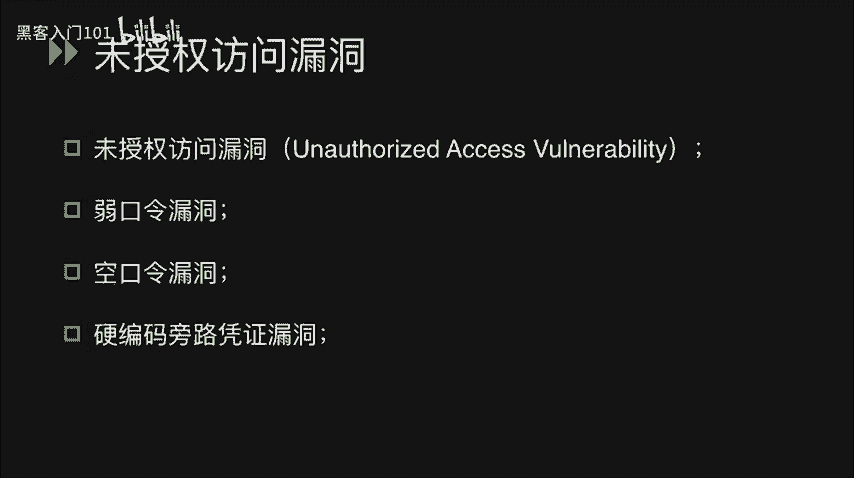 黑客入门101 bilibili
未授权访问漏洞
未授权访问漏洞（Unauthorized Access Vulnerability）；
弱口令漏洞；
空口令漏洞；
硬编码旁路凭证漏洞；